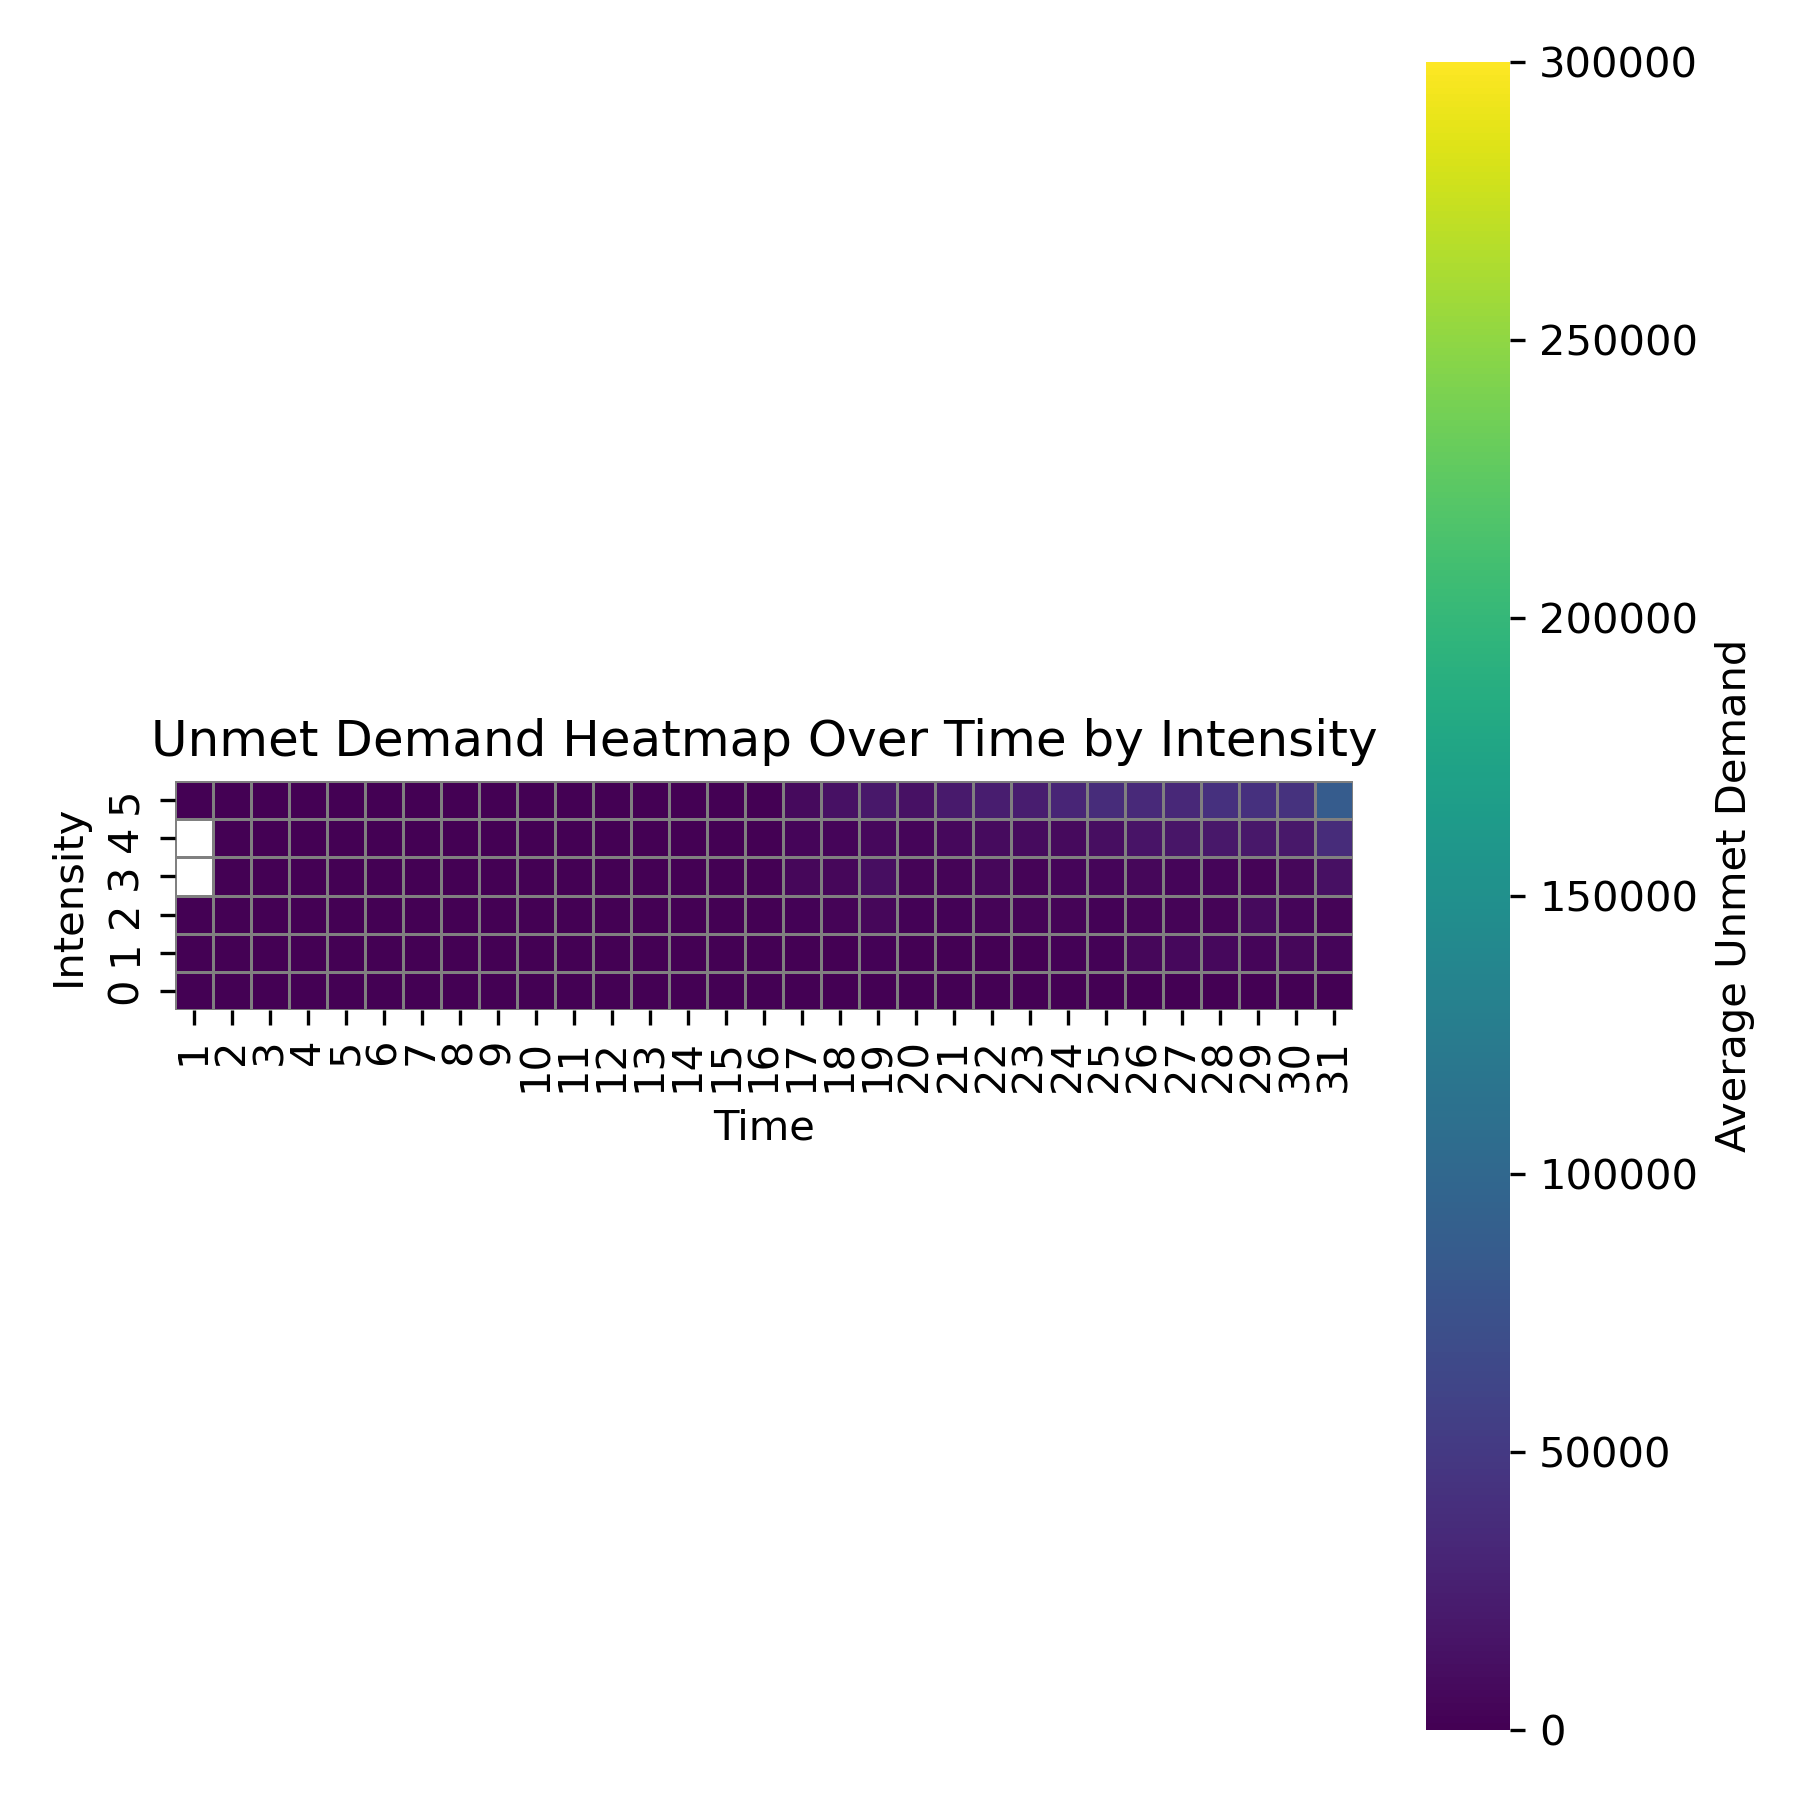 Unmet Demand Heatmap Over Time by Intensity
Intensity
5
4
3
2
1
0
1 2 3 4 5 6 7 8 9 10 11 12 13 14 15 16 17 18 19 20 21 22 23 24 25 26 27 28 29 30 31
Time
300000
250000
200000
150000
100000
50000
0
Average Unmet Demand